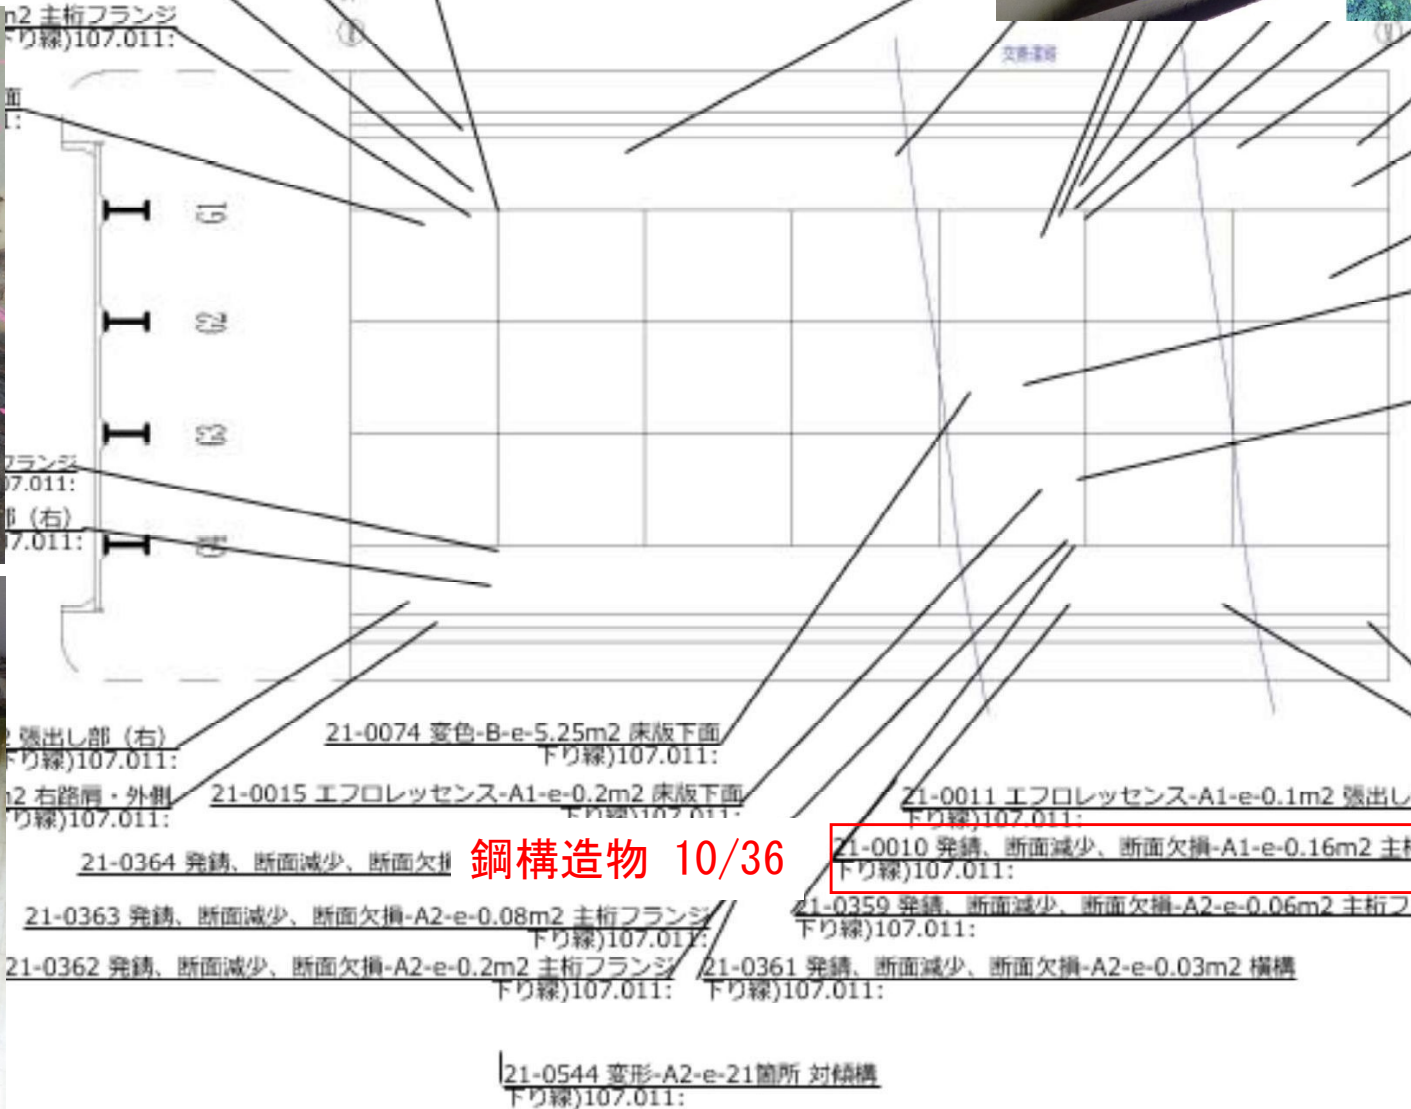 m2 主桁フランジ
下り線)107.011:
交差道路
面
1:
G1
G2
G3
フランジ
07.011:
部（右）
07.011:
G4
2 張出し部（右）
下り線)107.011:
21-0074 変色-B-e-5.25m2 床版下面
下り線)107.011:
m2 右路肩・外側
下り線)107.011:
21-0015 エフロレッセンス-A1-e-0.2m2 床版下面
下り線)107.011:
21-0011 エフロレッセンス-A1-e-0.1m2 張出し
下り線)107.011:
21-0364 発錆、断面減少、断面欠損
鋼構造物 10/36
21-0010 発錆、断面減少、断面欠損-A1-e-0.16m2 主桁
下り線)107.011:
21-0363 発錆、断面減少、断面欠損-A2-e-0.08m2 主桁フランジ
下り線)107.011:
21-0359 発錆、断面減少、断面欠損-A2-e-0.06m2 主桁フ
下り線)107.011:
21-0362 発錆、断面減少、断面欠損-A2-e-0.2m2 主桁フランジ
下り線)107.011:
21-0361 発錆、断面減少、断面欠損-A2-e-0.03m2 横構
下り線)107.011:
21-0544 変形-A2-e-21箇所 対傾構
下り線)107.011: